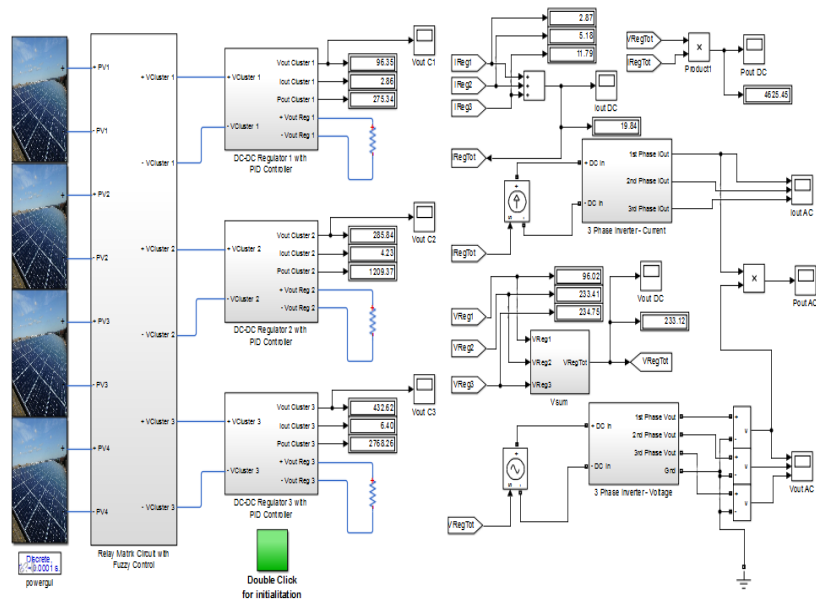 + PV1
- PV1
+ PV2
- PV2
+ PV3
- PV3
+ PV4
- PV4
+ VCluster 1
- VCluster 1
+ VCluster 2
- VCluster 2
+ VCluster 3
- VCluster 3
Relay Matrik Circuit with
Fuzzy Control
Discrete,
powergui
+VCluster 1
- VCluster 1
Vout Cluster 1
Iout Cluster 1
Pout Cluster 1
+ Vout Reg 1
- Vout Reg 1
DC-DC Regulator 1 with
PID Controller
96.35
2.86
275.34
Vout C1
+VCluster 2
- VCluster 2
Vout Cluster 2
Iout Cluster 2
Pout Cluster 2
+ Vout Reg 2
- Vout Reg 2
DC-DC Regulator 2 with
PID Controller
285.84
4.23
1209.37
Vout C2
+VCluster 3
- VCluster 3
Vout Cluster 3
Iout Cluster 3
Pout Cluster 3
+ Vout Reg 3
- Vout Reg 3
DC-DC Regulator 3 with
PID Controller
432.62
6.40
2768.26
Vout C3
Double Click
for initialitation
IReg1
IReg2
IReg3
2.87
5.18
11.79
Iout DC
19.84
IRegTot
IRegTot
+ DC In
- DC In
1st Phase IOut
2nd Phase IOut
3rd Phase IOut
3 Phase Inverter - Current
Iout AC
VRegTot
IRegTot
×
Product1
Pout DC
4625.45
×
Pout AC
VReg1
VReg2
VReg3
96.02
233.41
234.75
VReg1
VReg2
VReg3
VRegTot
Vsum
Vout DC
233.12
VRegTot
VRegTot
+ DC In
- DC In
1st Phase Vout
2nd Phase Vout
3rd Phase Vout
Grnd
3 Phase Inverter - Voltage
Vout AC